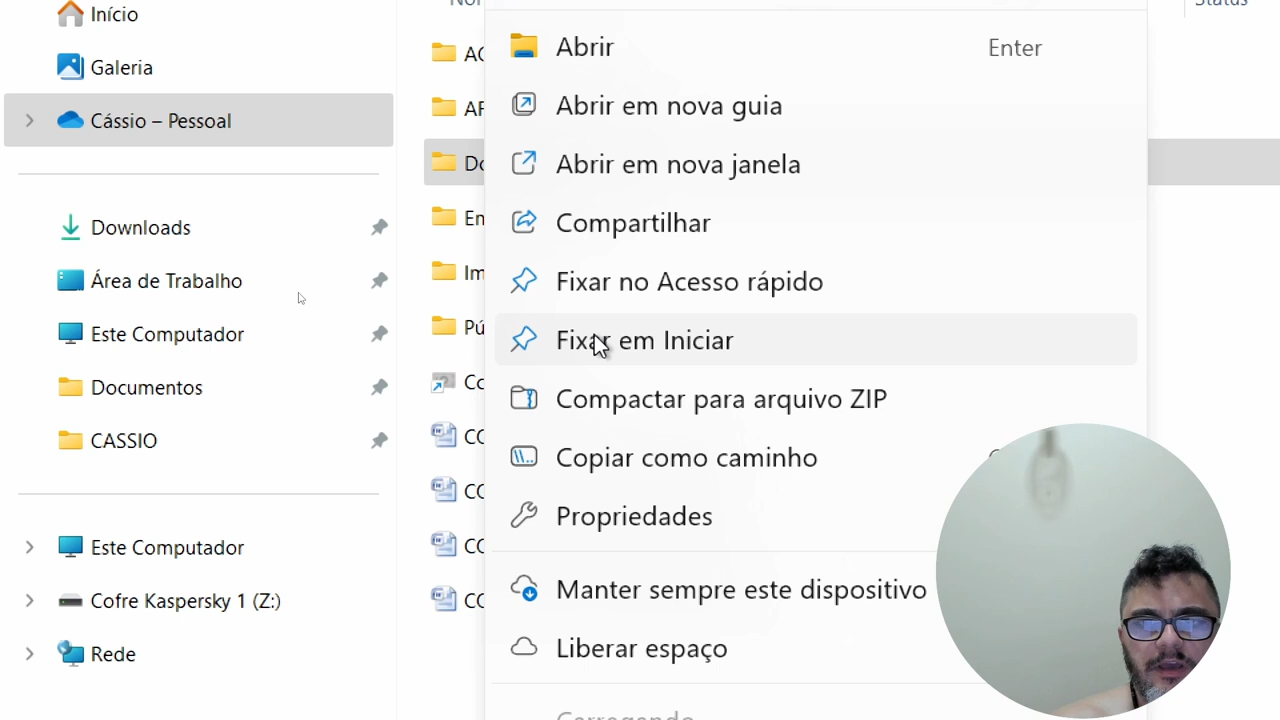 Início
Galeria
Cássio – Pessoal
Downloads
Área de Trabalho
Este Computador
Documentos
CASSIO
Este Computador
Cofre Kaspersky 1 (Z:)
Rede
Status
Abrir Enter
Abrir em nova guia
Abrir em nova janela
Compartilhar
Fixar no Acesso rápido
Fixar em Iniciar
Compactar para arquivo ZIP
Copiar como caminho
Propriedades
Manter sempre este dispositivo
Liberar espaço